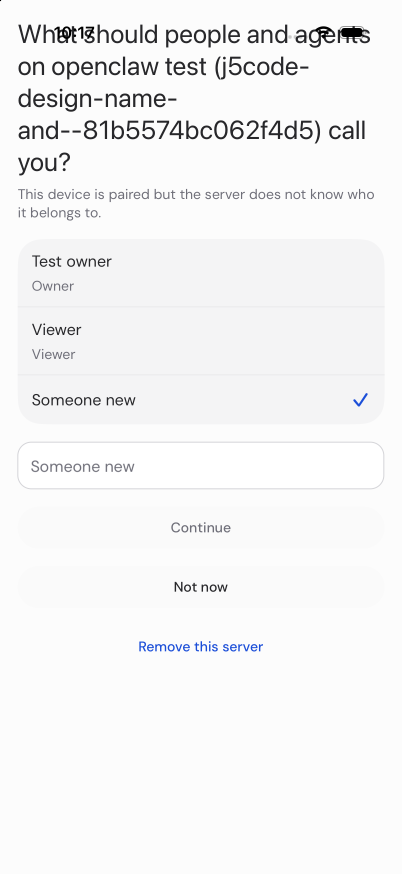 10:17
What should people and agents
on openclaw test (j5code-
design-name-
and--81b5574bc062f4d5) call
you?
This device is paired but the server does not know who
it belongs to.
Test owner
Owner
Viewer
Viewer
Someone new
Someone new
Continue
Not now
Remove this server